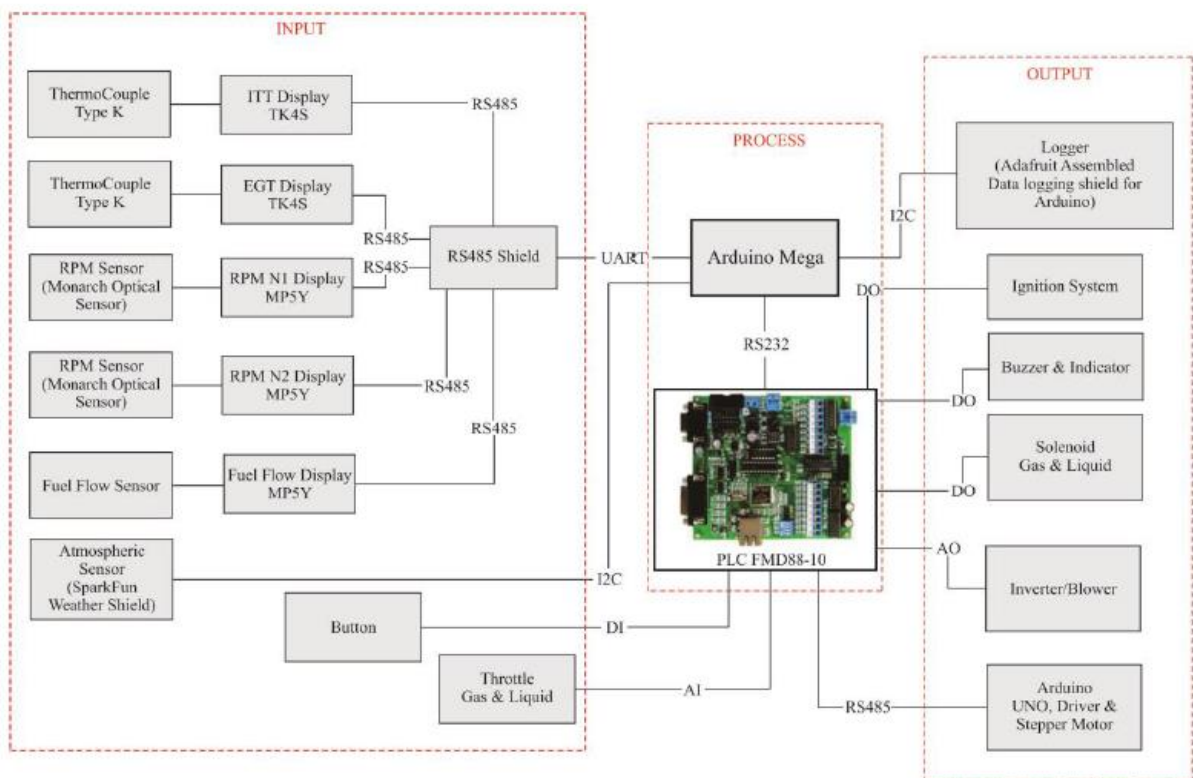 INPUT
ThermoCouple
Type K
ITT Display
TK4S
RS485
ThermoCouple
Type K
EGT Display
TK4S
RS485
RS485 Shield
RPM Sensor
(Monarch Optical
Sensor)
RPM N1 Display
MP5Y
RS485
RPM Sensor
(Monarch Optical
Sensor)
RPM N2 Display
MP5Y
RS485
RS485
Fuel Flow Sensor
Fuel Flow Display
MP5Y
Atmospheric
Sensor
(SparkFun
Weather Shield)
I2C
Button
DI
Throttle
Gas & Liquid
AI
PROCESS
UART
Arduino Mega
RS232
PLC FMD88-10
I2C
DO
DO
DO
AO
RS485
OUTPUT
Logger
(Adafruit Assembled
Data logging shield for
Arduino)
Ignition System
Buzzer & Indicator
Solenoid
Gas & Liquid
Inverter/Blower
Arduino
UNO, Driver &
Stepper Motor